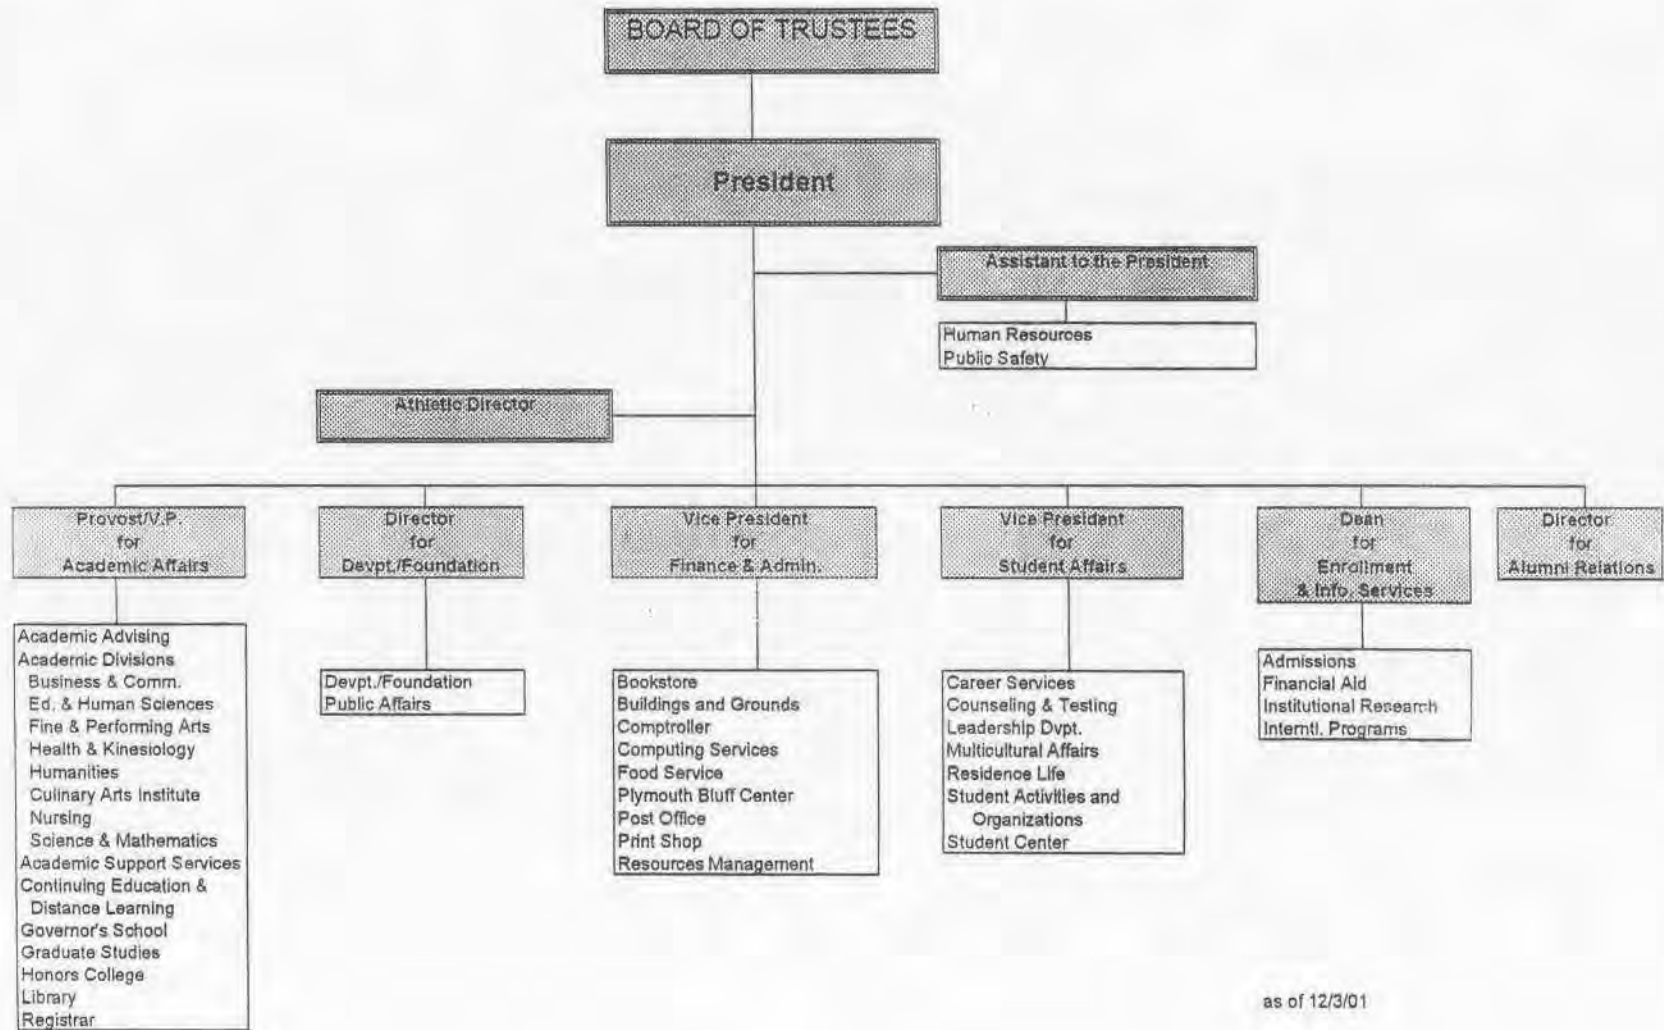 BOARD OF TRUSTEES
President
Assistant to the President
Human Resources
Public Safety
Athletic Director
Provost/V.P.
for
Academic Affairs
Academic Advising
Academic Divisions
Business & Comm.
Ed. & Human Sciences
Fine & Performing Arts
Health & Kinesiology
Humanities
Culinary Arts Institute
Nursing
Science & Mathematics
Academic Support Services
Continuing Education &
Distance Learning
Governor's School
Graduate Studies
Honors College
Library
Registrar
Director
for
Devpt./Foundation
Devpt./Foundation
Public Affairs
Vice President
for
Finance & Admin.
Bookstore
Buildings and Grounds
Comptroller
Computing Services
Food Service
Plymouth Bluff Center
Post Office
Print Shop
Resources Management
Vice President
for
Student Affairs
Career Services
Counseling & Testing
Leadership Dvpt.
Multicultural Affairs
Residence Life
Student Activities and
Organizations
Student Center
Dean
for
Enrollment
& Info. Services
Admissions
Financial Aid
Institutional Research
Interntl. Programs
Director
for
Alumni Relations
as of 12/3/01